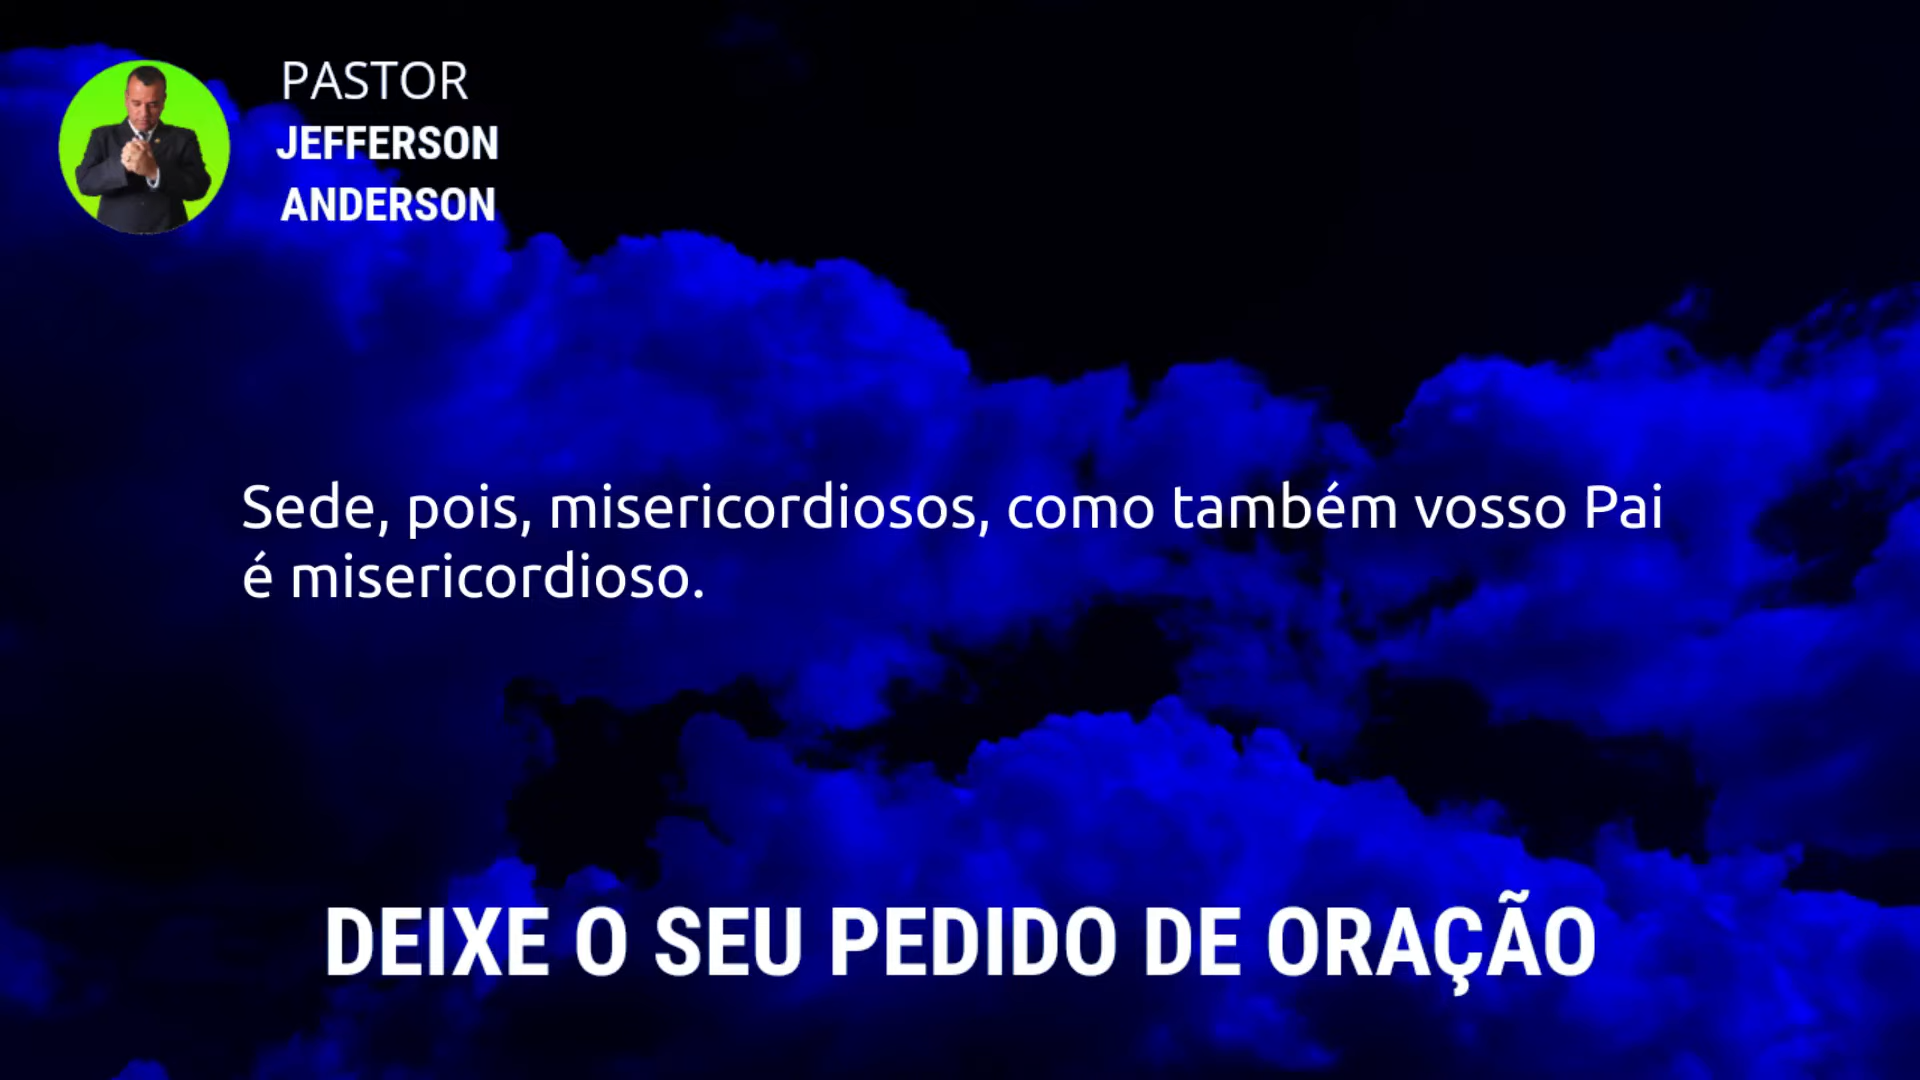 PASTOR
JEFFERSON
ANDERSON
Sede, pois, misericordiosos, como também vosso Pai
é misericordioso.
DEIXE O SEU PEDIDO DE ORAÇÃO